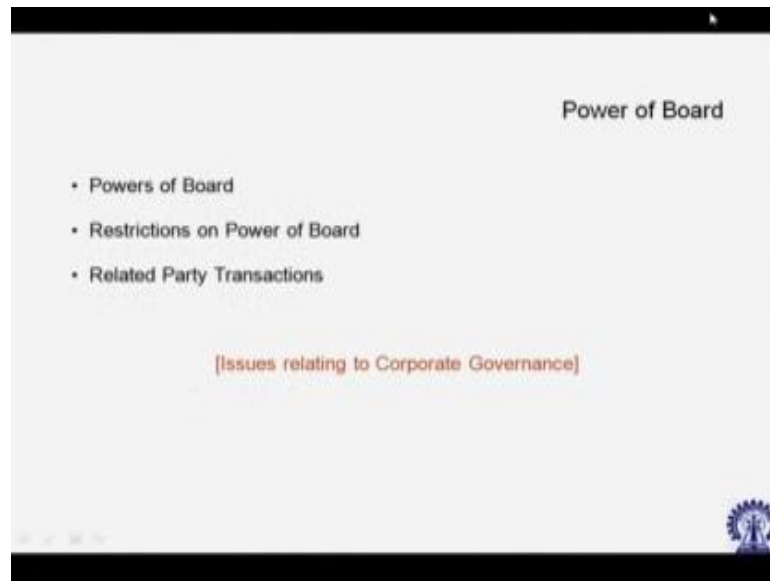 Power of Board
• Powers of Board
• Restrictions on Power of Board
• Related Party Transactions
[Issues relating to Corporate Governance]